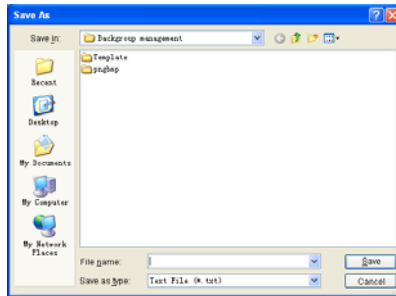 Save As
Save in:
Backgroup management
Template
pngbmp
Recent
Desktop
My Documents
My Computer
My Network
Places
File name:
Save
Save as type:
Text File (*.txt)
Cancel